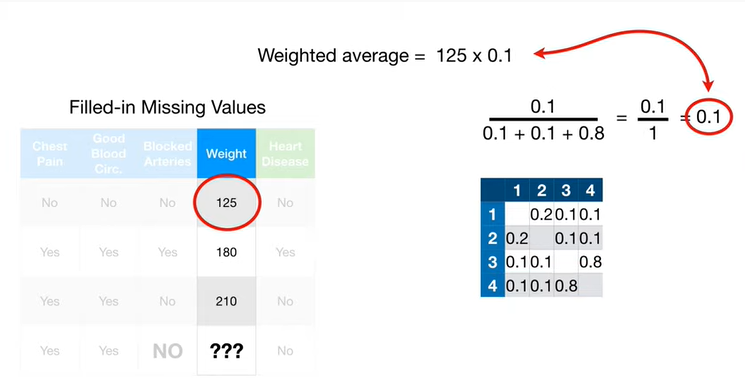 Weighted average = 125 x 0.1
Filled-in Missing Values
0.1
0.1 + 0.1 + 0.8
=
0.1
1
= 0.1
Chest Pain Good Blood Circ. Blocked Arteries Weight Heart Disease
No No No 125 No
Yes Yes Yes 180 Yes
Yes Yes No 210 No
Yes Yes NO ??? No
1 2 3 4
1 0.2 0.1 0.1
2 0.2 0.1 0.1
3 0.1 0.1 0.8
4 0.1 0.1 0.8